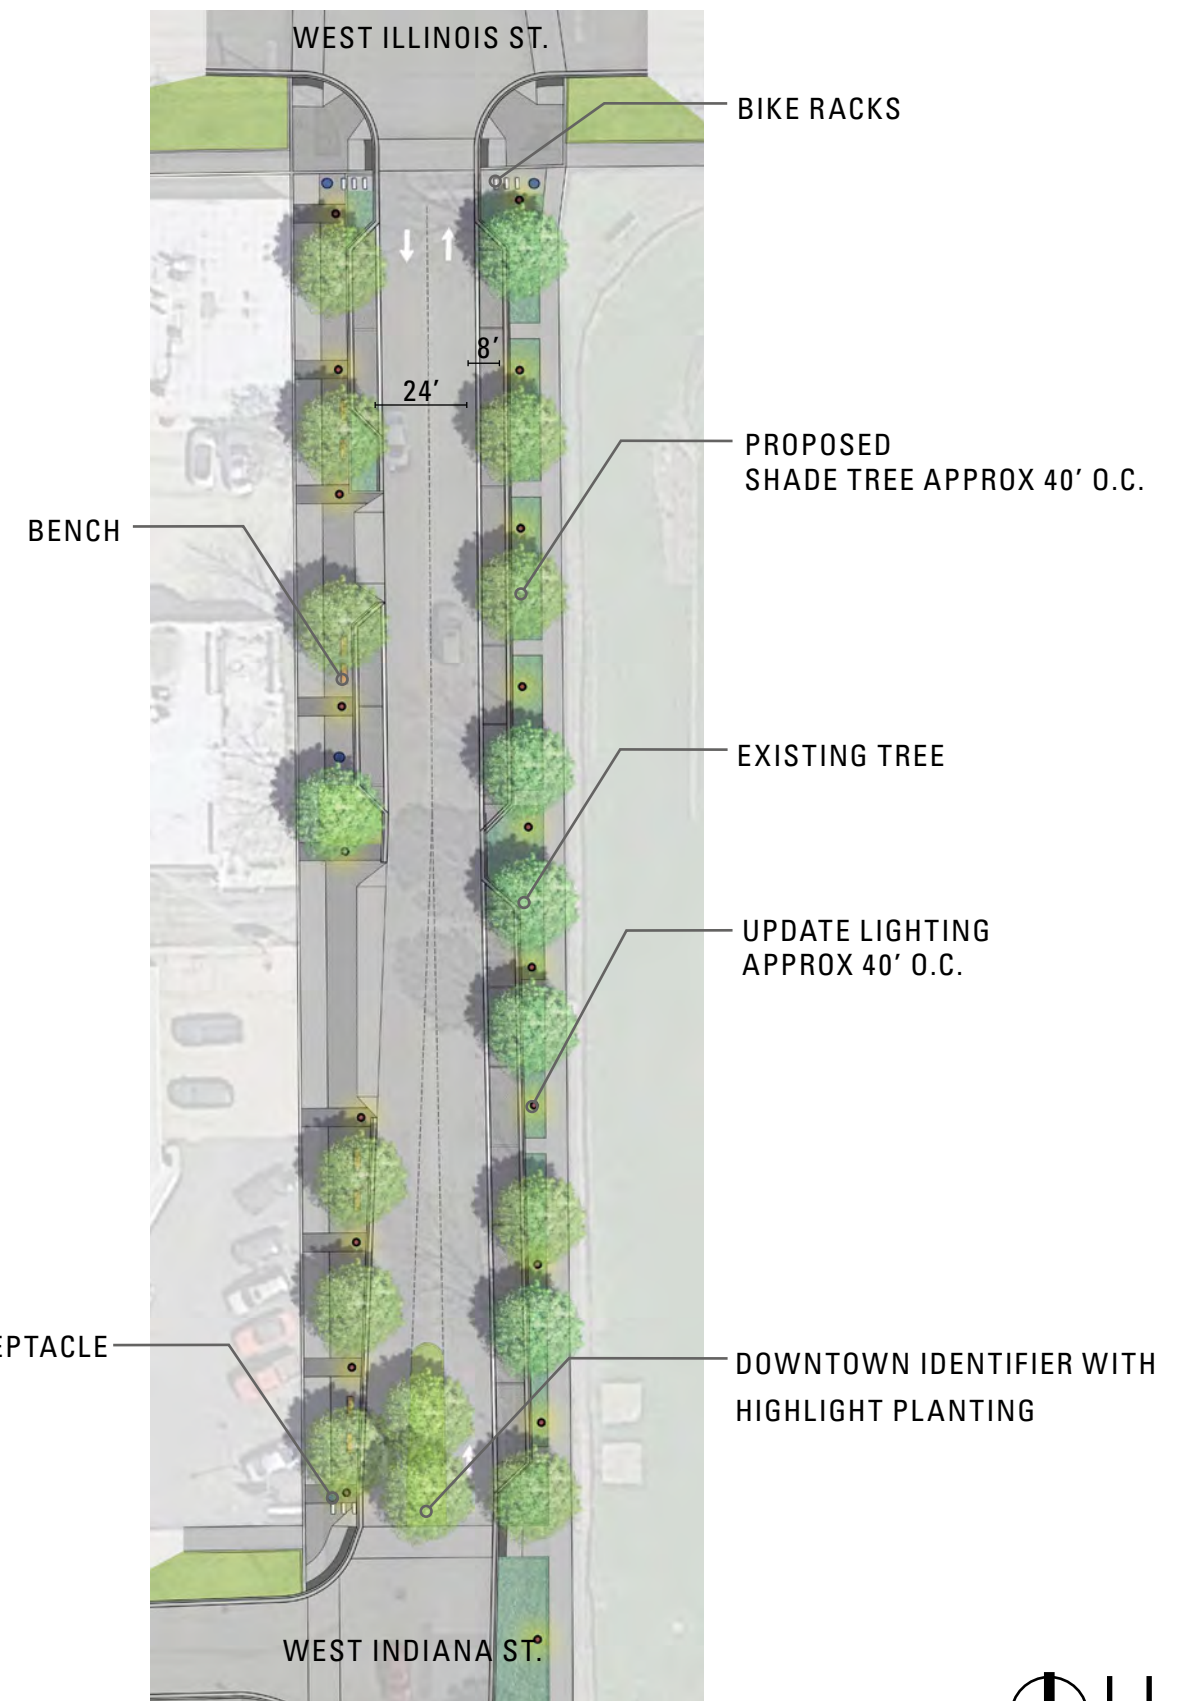 WEST ILLINOIS ST.
BIKE RACKS
8'
24'
PROPOSED
SHADE TREE APPROX 40' O.C.
BENCH
EXISTING TREE
UPDATE LIGHTING
APPROX 40' O.C.
EPTACLE
DOWNTOWN IDENTIFIER WITH
HIGHLIGHT PLANTING
WEST INDIANA ST.